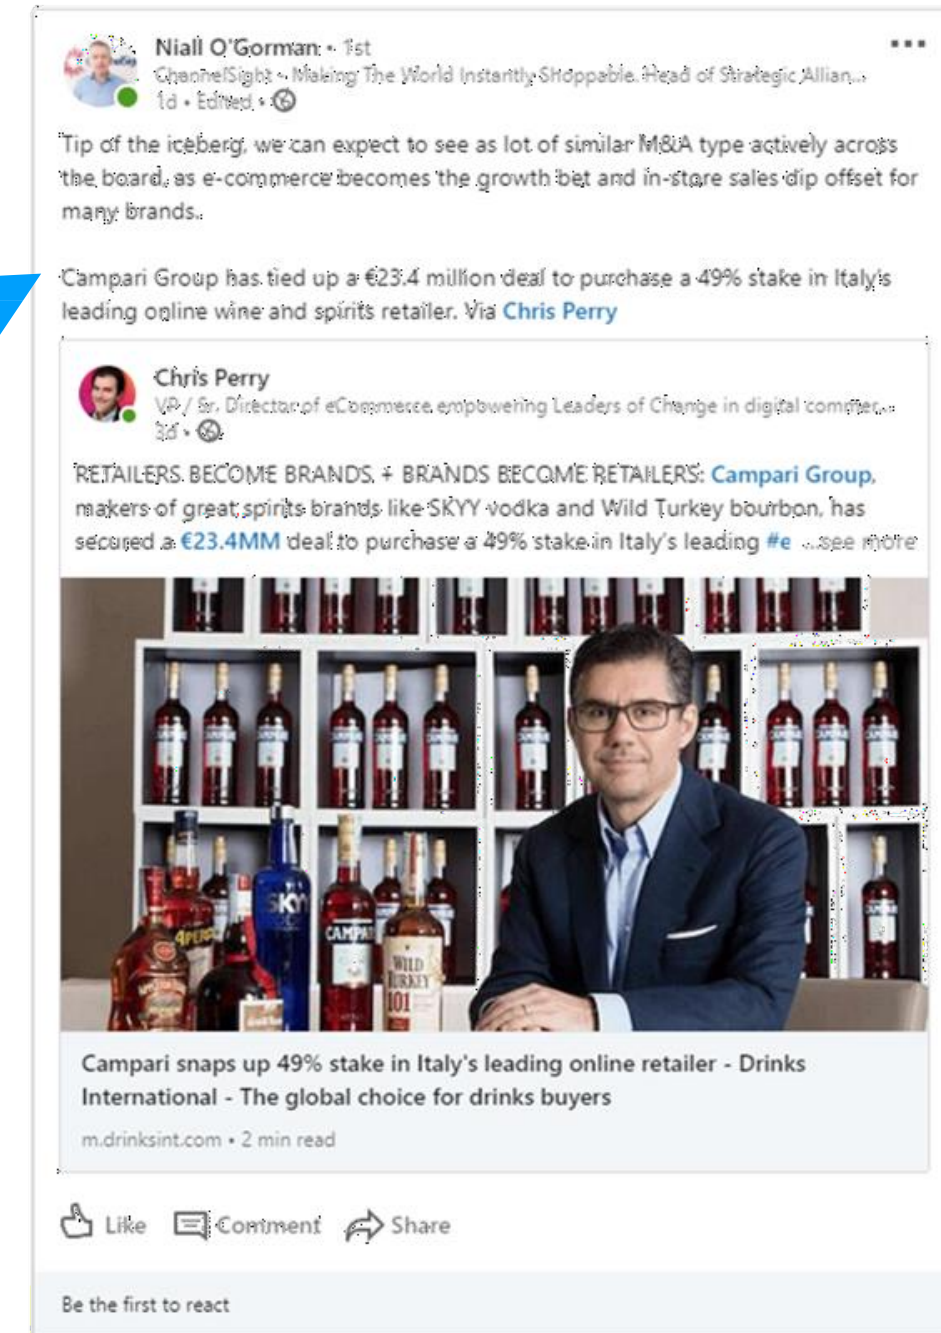 Niall O'Gorman • 1st
ChannelSight - Making The World Instantly Shoppable. Head of Strategic Allian...
1d • Edited •
Tip of the iceberg, we can expect to see as lot of similar M&A type actively across
the board, as e-commerce becomes the growth bet and in-store sales dip offset for
many brands.
Campari Group has tied up a €23.4 million deal to purchase a 49% stake in Italy's
leading online wine and spirits retailer. Via Chris Perry
Chris Perry
VP / Sr. Director of eCommerce, empowering Leaders of Change in digital commer...
3d •
RETAILERS BECOME BRANDS, + BRANDS BECOME RETAILERS: Campari Group,
makers of great spirits brands like SKYY vodka and Wild Turkey bourbon, has
secured a €23.4MM deal to purchase a 49% stake in Italy's leading #e ...see more
SKYY
APEROL
CAMPARI
WILD
TURKEY
101
Campari snaps up 49% stake in Italy's leading online retailer - Drinks
International - The global choice for drinks buyers
m.drinksint.com • 2 min read
Like Comment Share
Be the first to react